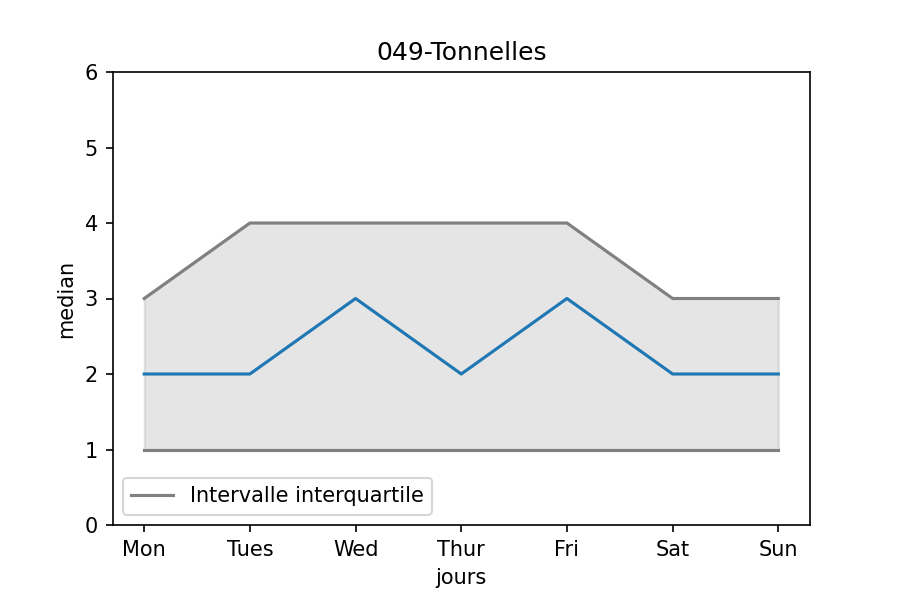 049-Tonnelles
6
5
4
3
2
1
0
median
Intervalle interquartile
Mon Tues Wed Thur Fri Sat Sun
jours